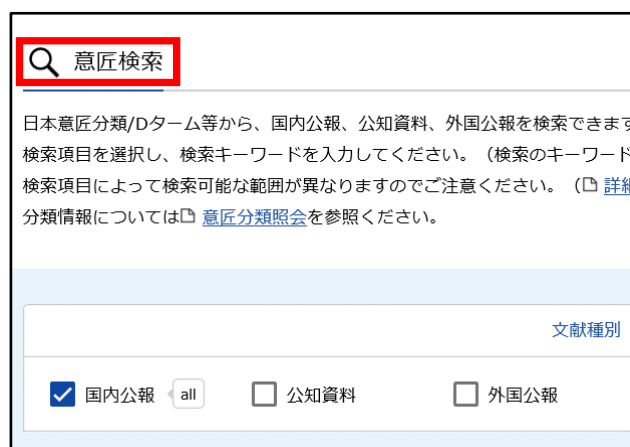 意匠検索
日本意匠分類/Dターム等から、国内公報、公知資料、外国公報を検索できます
検索項目を選択し、検索キーワードを入力してください。（検索のキーワード
検索項目によって検索可能な範囲が異なりますのでご注意ください。（詳細
分類情報については 意匠分類照会を参照ください。
文献種別
国内公報 all 公知資料 外国公報